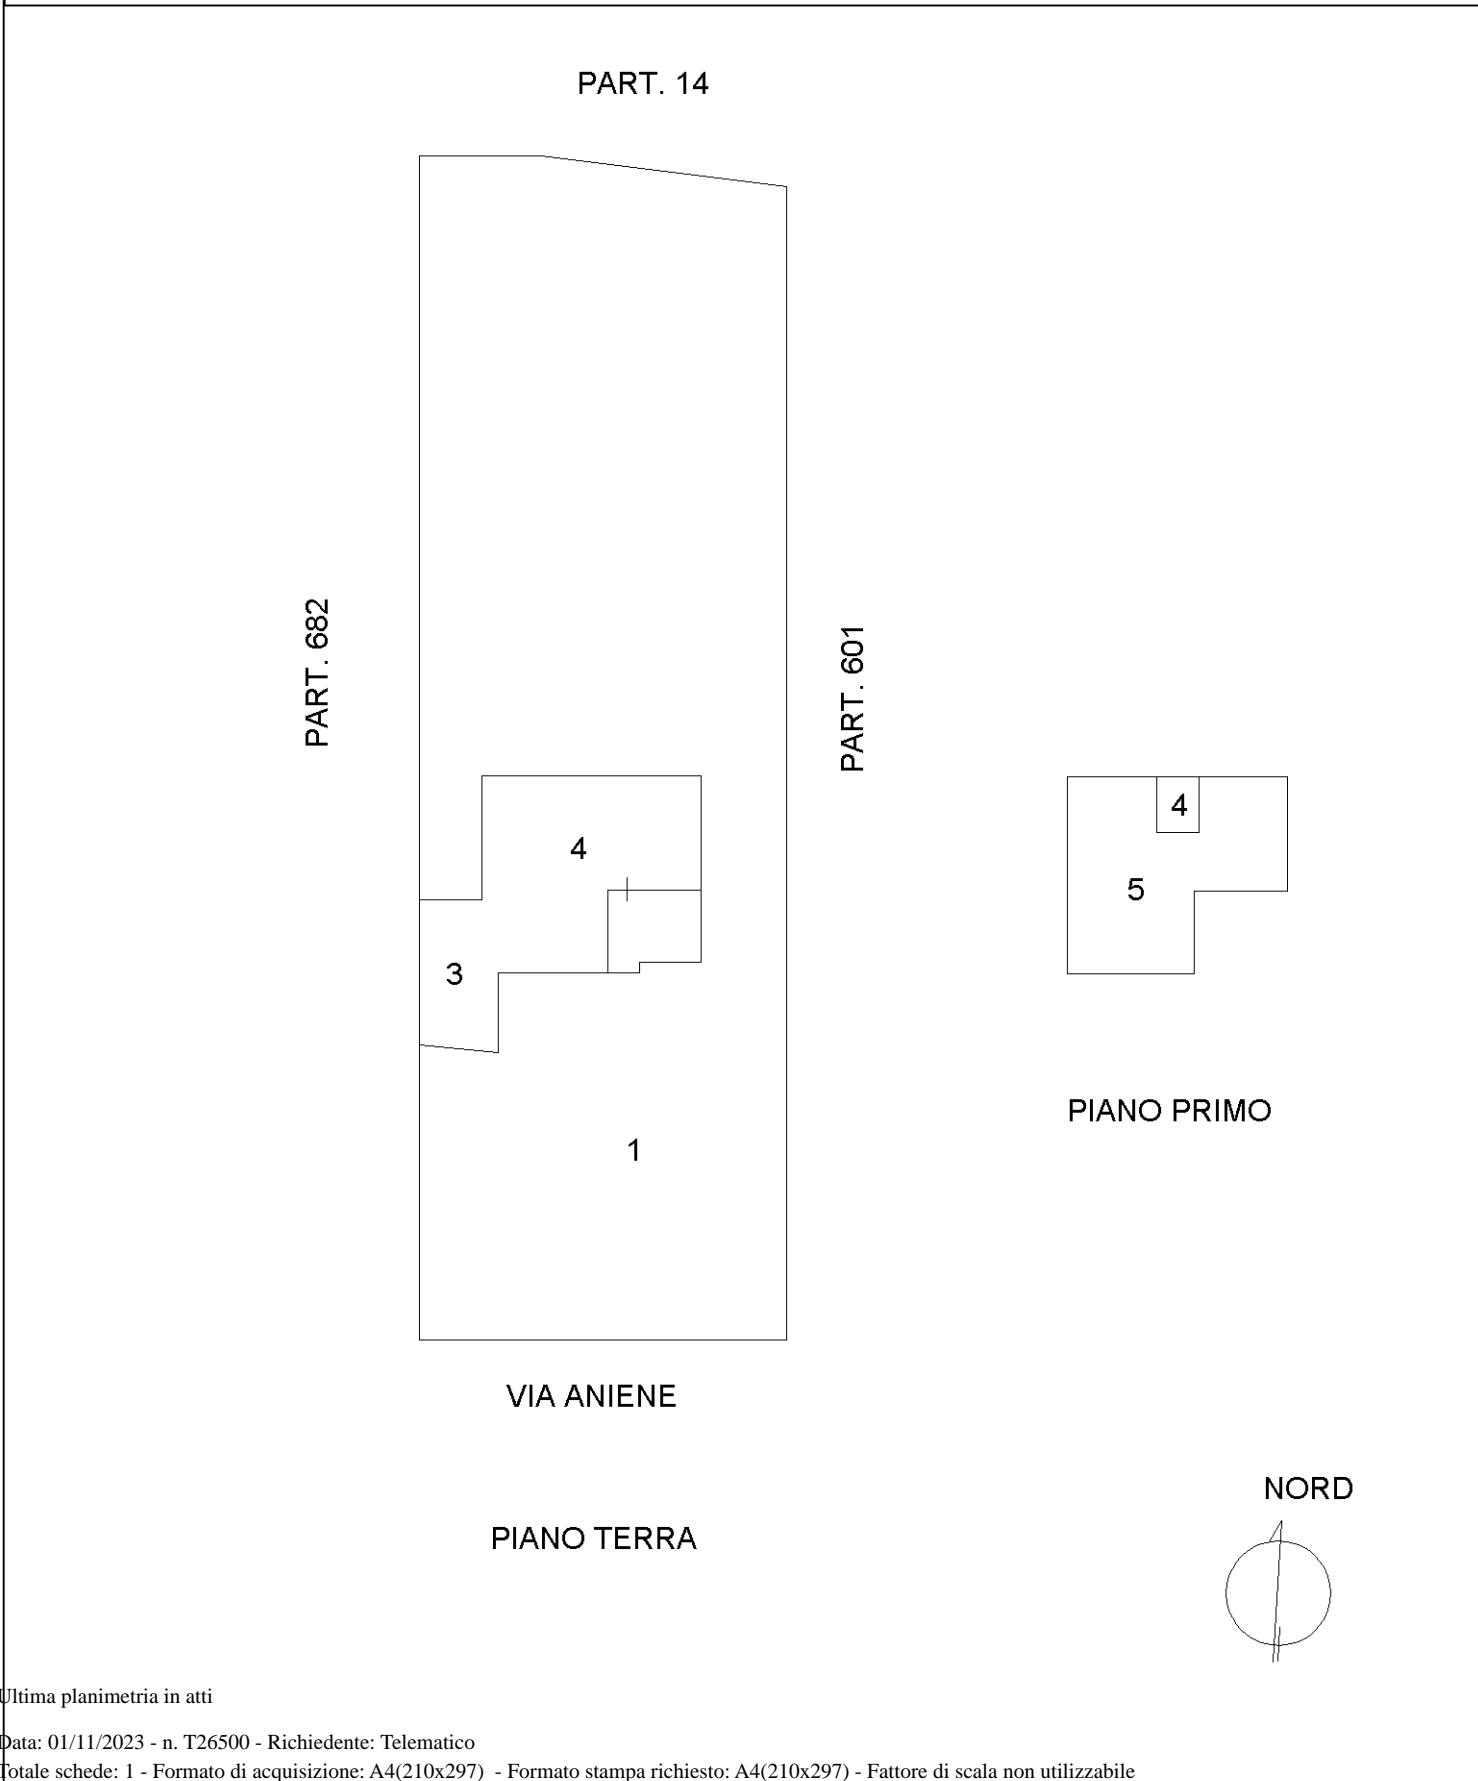 PART. 14
PART. 682
PART. 601
4
3
1
4
5
PIANO PRIMO
VIA ANIENE
PIANO TERRA
NORD
Ultima planimetria in atti
Data: 01/11/2023 - n. T26500 - Richiedente: Telematico
Totale schede: 1 - Formato di acquisizione: A4(210x297) - Formato stampa richiesto: A4(210x297) - Fattore di scala non utilizzabile